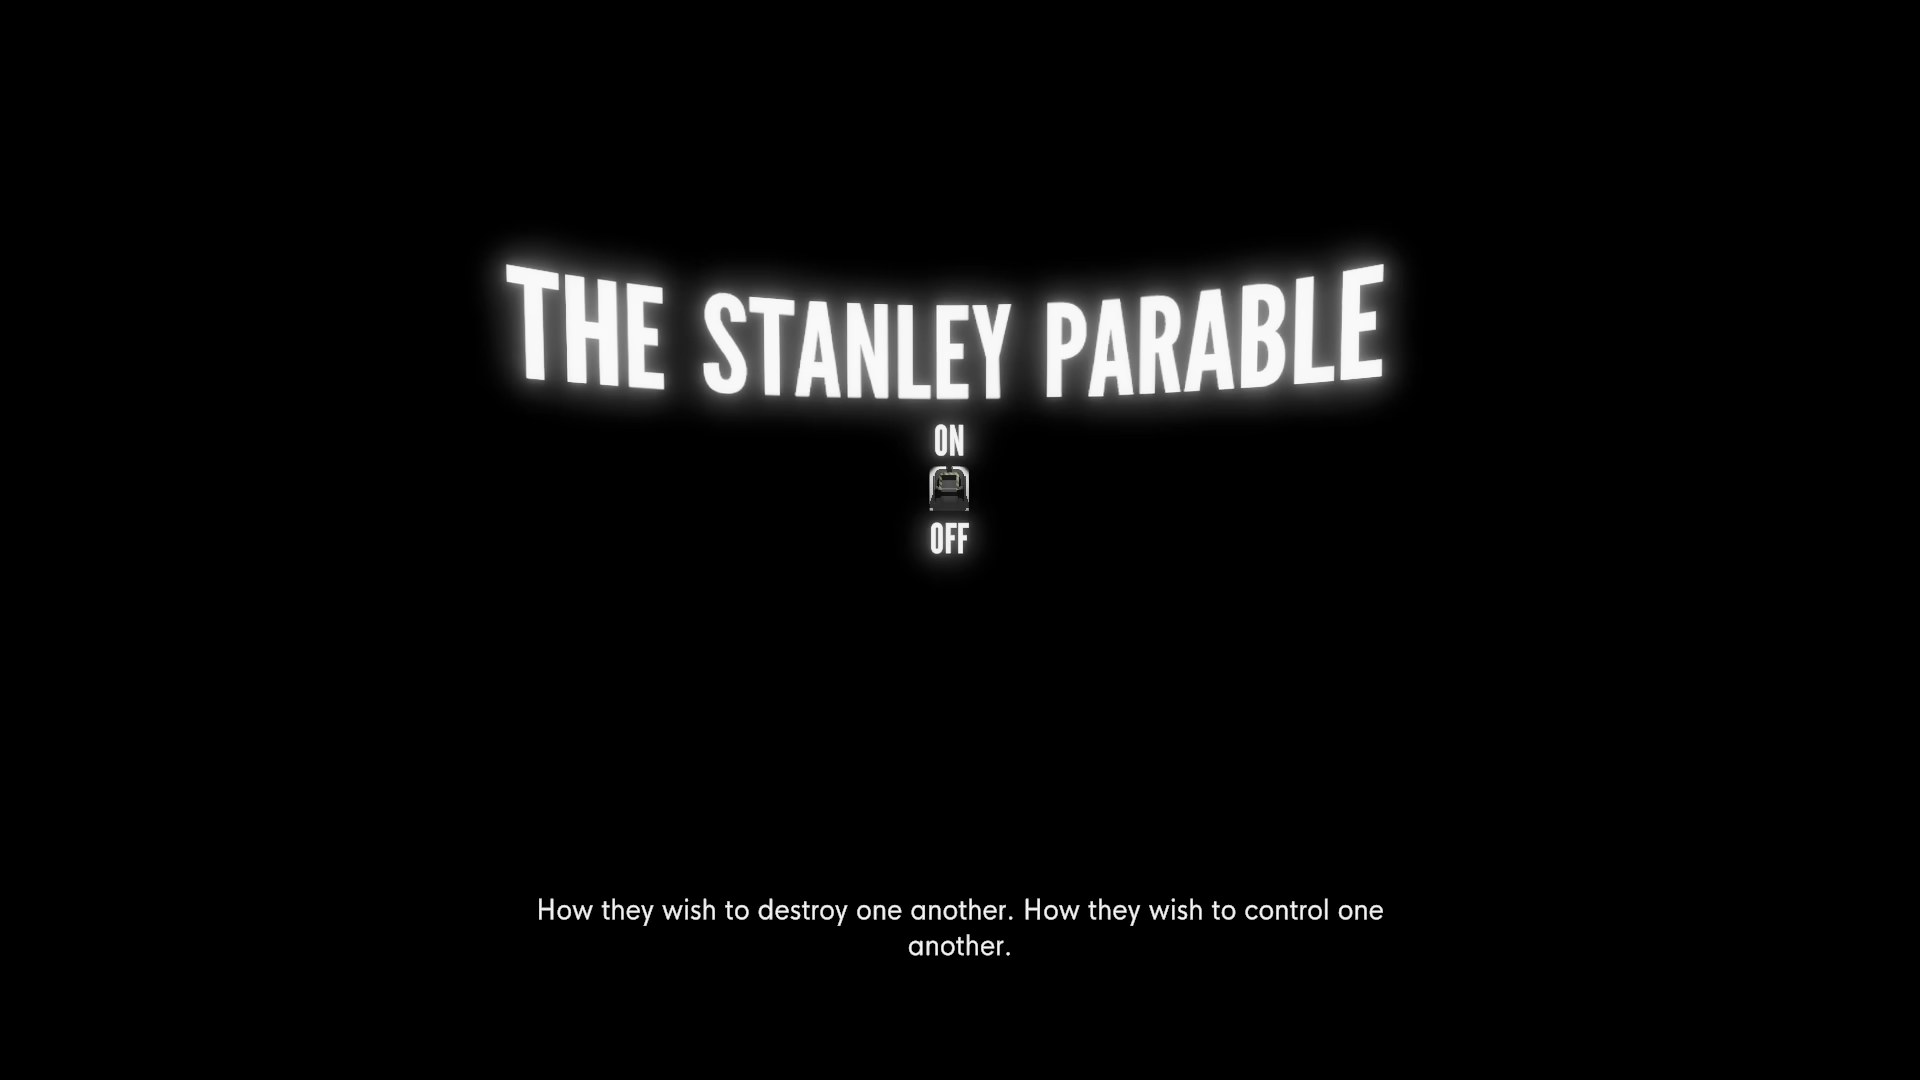 THE STANLEY PARABLE
ON
OFF
How they wish to destroy one another. How they wish to control one
another.